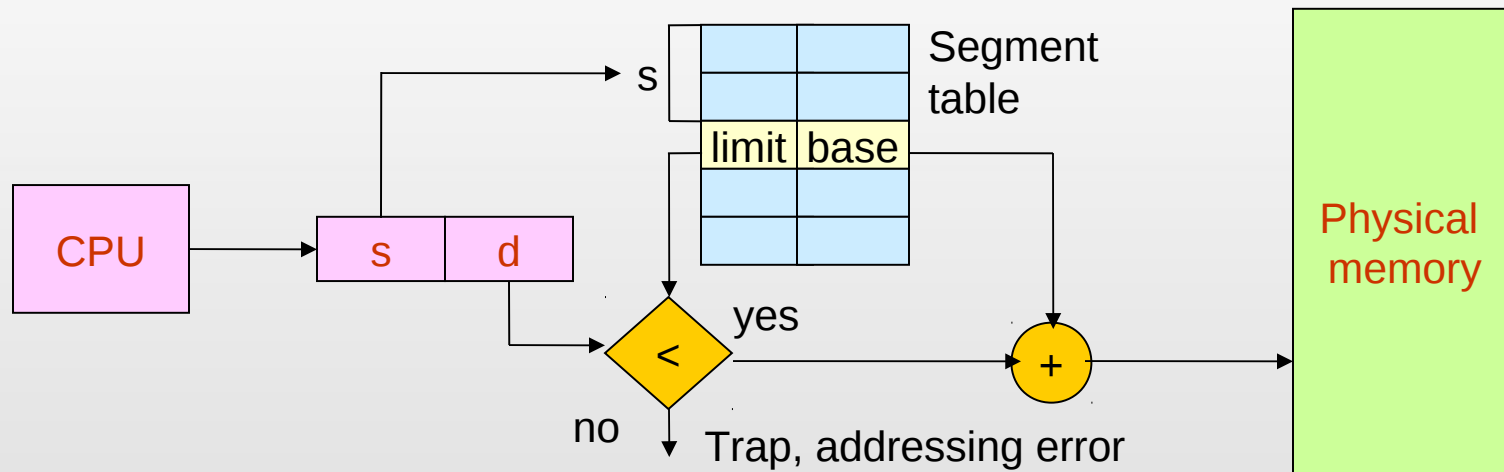 s
Segment
table
limit base
CPU
s d
Physical
memory
<
yes
+
no
Trap, addressing error